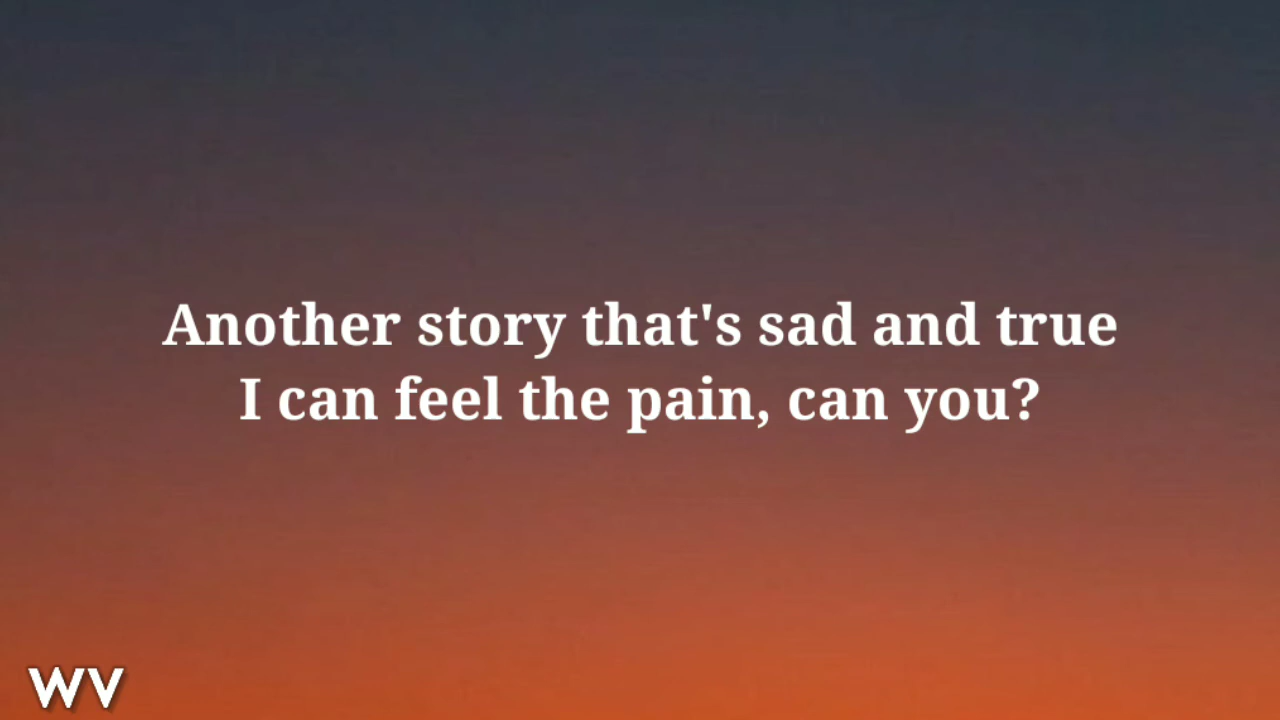 Another story that's sad and true
I can feel the pain, can you?
WV